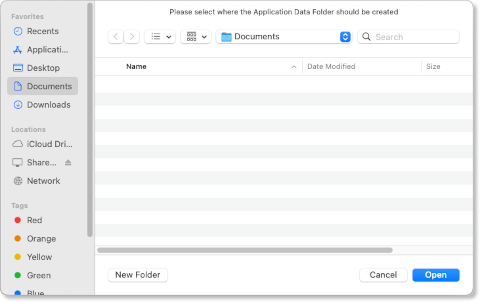 Please select where the Application Data Folder should be created
Favorites
Recents
Applicati...
Desktop
Documents
Downloads
Locations
iCloud Dri...
Share...
Network
Tags
Red
Orange
Yellow
Green
Blue
Documents
Search
Name
Date Modified
Size
New Folder
Cancel
Open